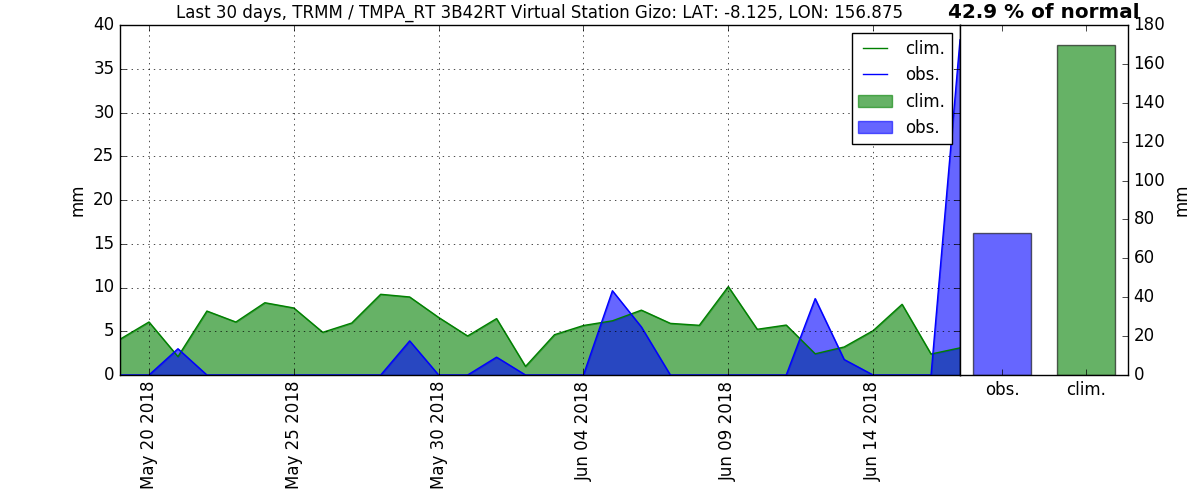 Last 30 days, TRMM / TMPA_RT 3B42RT Virtual Station Gizo: LAT: -8.125, LON: 156.875
42.9 % of normal
40
35
30
25
20
15
10
5
0
mm
clim.
obs.
clim.
obs.
180
160
140
120
100
80
60
40
20
0
mm
May 20 2018
May 25 2018
May 30 2018
Jun 04 2018
Jun 09 2018
Jun 14 2018
obs.
clim.